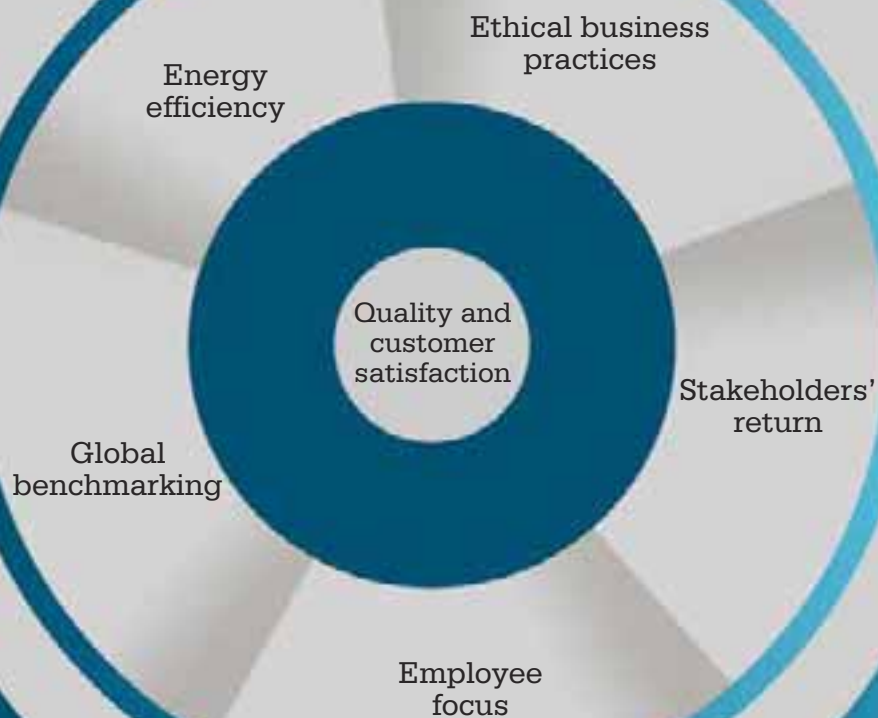 Ethical business
practices
Energy
efficiency
Quality and
customer
satisfaction
Stakeholders’
return
Global
benchmarking
Employee
focus